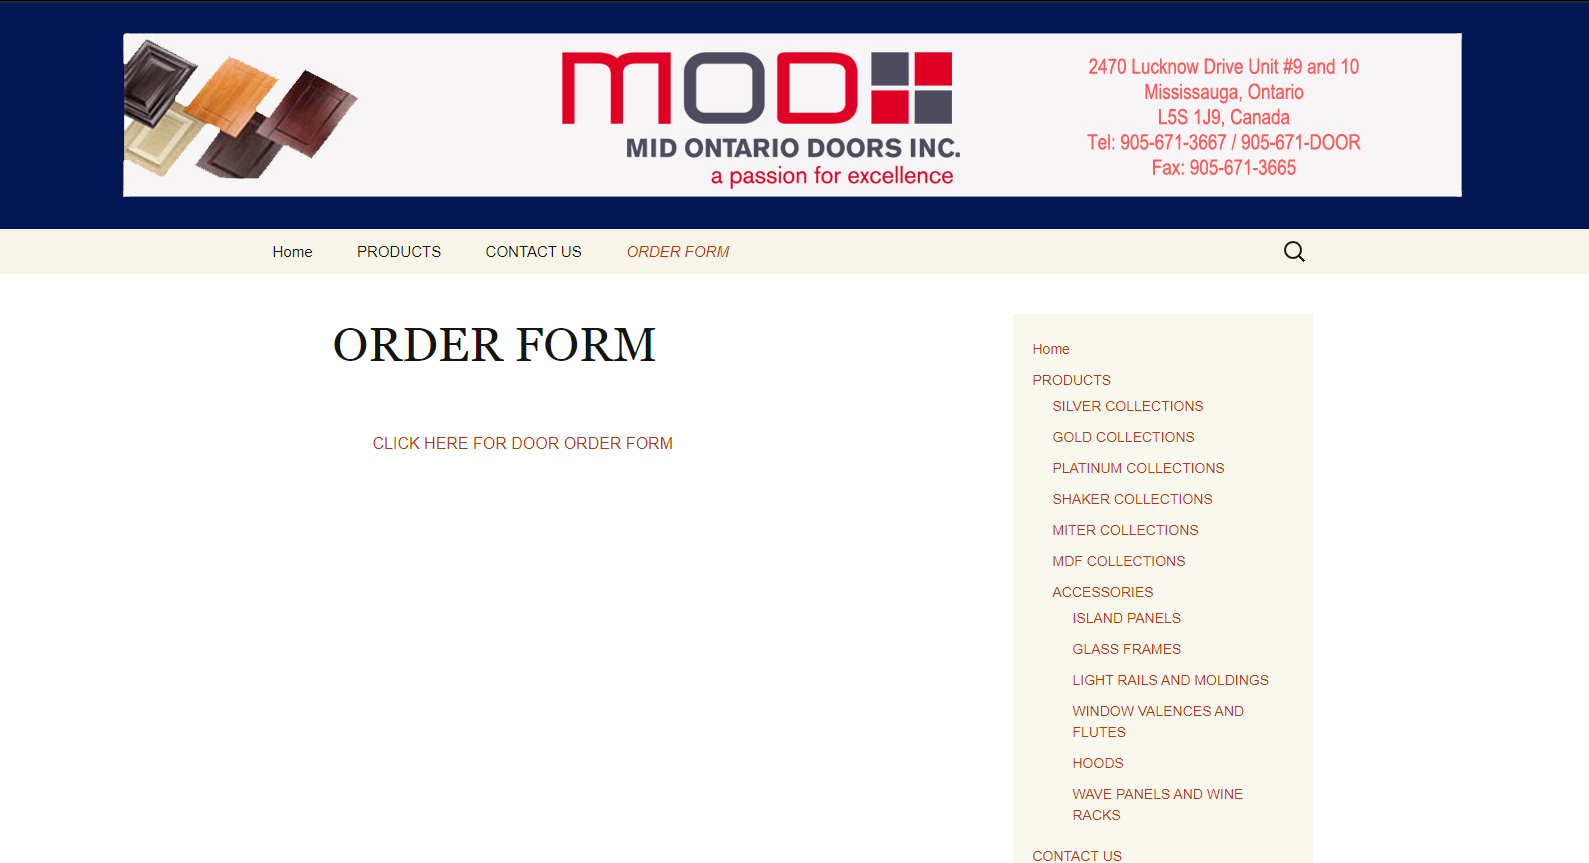 MOD
MID ONTARIO DOORS INC.
a passion for excellence
2470 Lucknow Drive Unit #9 and 10
Mississauga, Ontario
L5S 1J9, Canada
Tel: 905-671-3667 / 905-671-DOOR
Fax: 905-671-3665
Home
PRODUCTS
CONTACT US
ORDER FORM
ORDER FORM
CLICK HERE FOR DOOR ORDER FORM
Home
PRODUCTS
SILVER COLLECTIONS
GOLD COLLECTIONS
PLATINUM COLLECTIONS
SHAKER COLLECTIONS
MITER COLLECTIONS
MDF COLLECTIONS
ACCESSORIES
ISLAND PANELS
GLASS FRAMES
LIGHT RAILS AND MOLDINGS
WINDOW VALENCES AND
FLUTES
HOODS
WAVE PANELS AND WINE
RACKS
CONTACT US